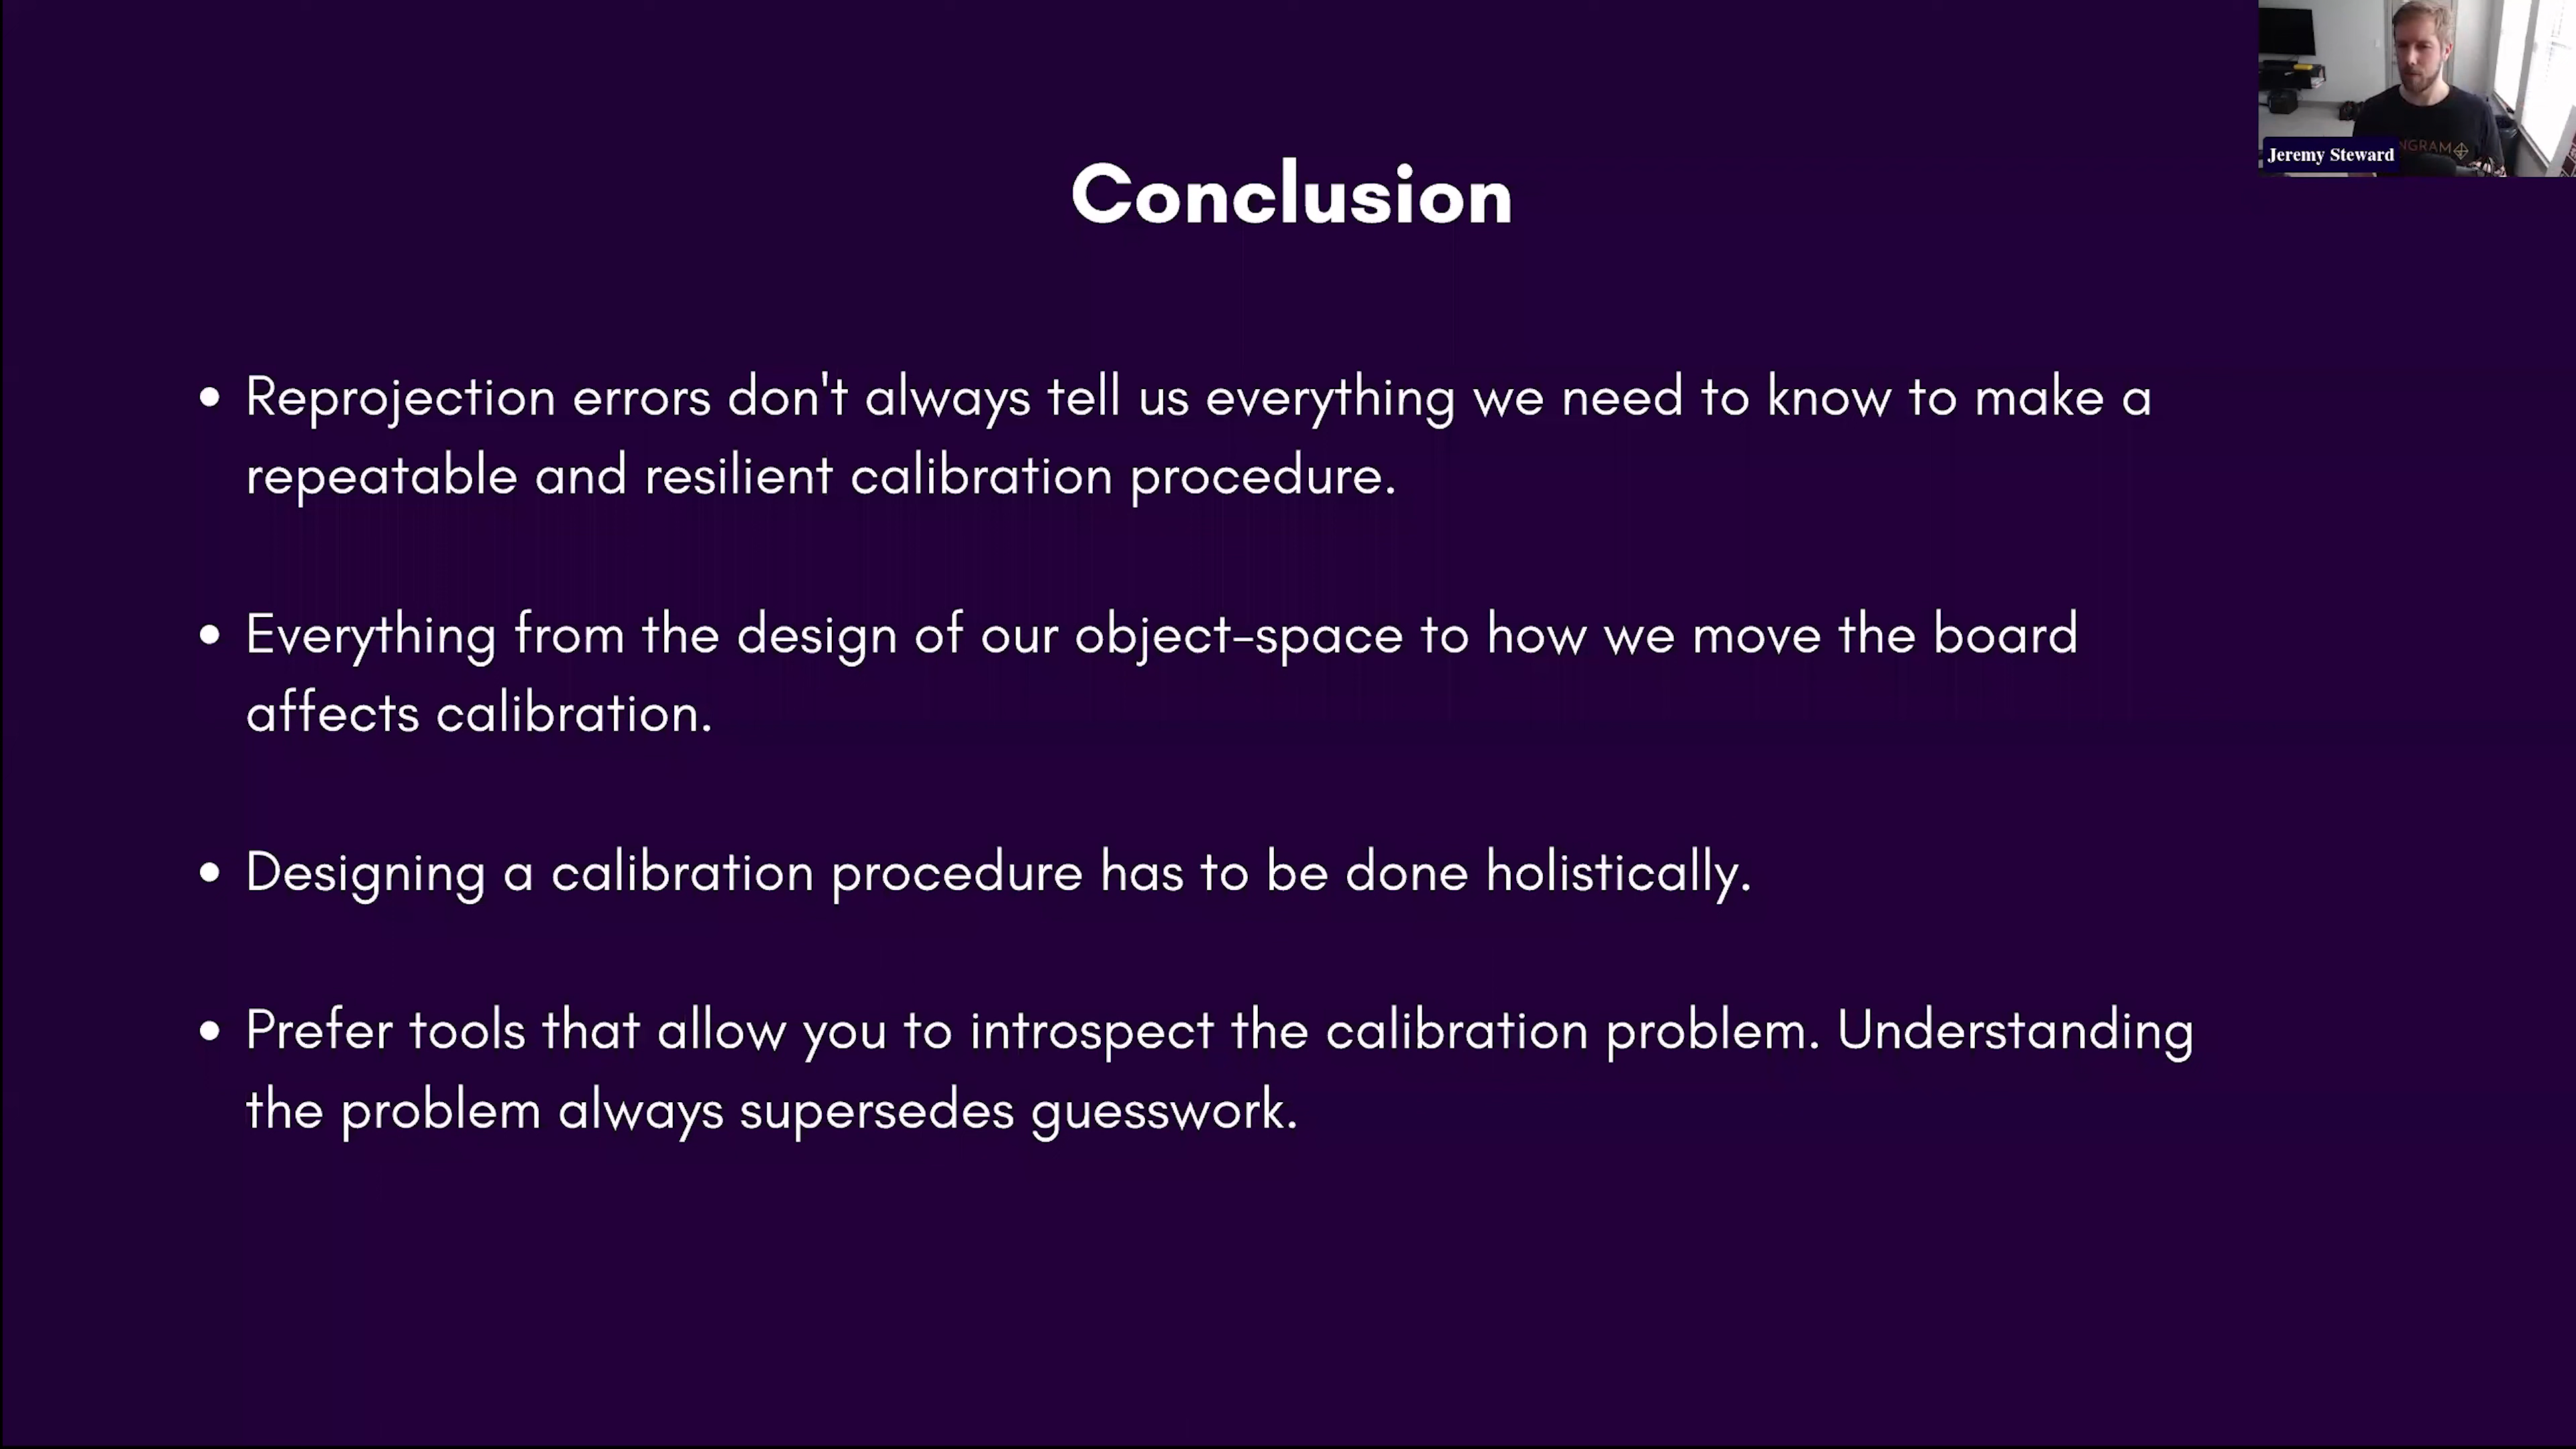 Conclusion
Jeremy Steward
NGRAM
• Reprojection errors don't always tell us everything we need to know to make a
repeatable and resilient calibration procedure.
• Everything from the design of our object-space to how we move the board
affects calibration.
• Designing a calibration procedure has to be done holistically.
• Prefer tools that allow you to introspect the calibration problem. Understanding
the problem always supersedes guesswork.